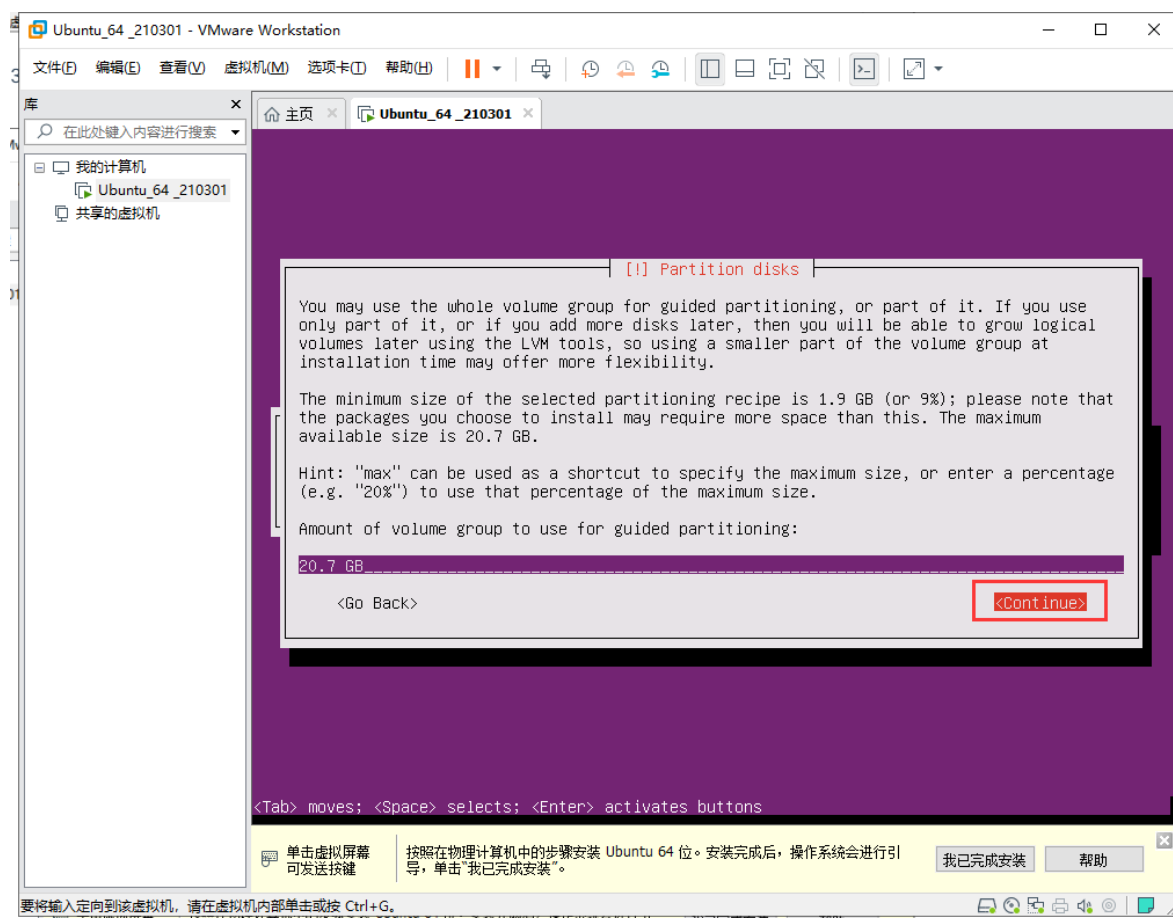 Ubuntu_64 _210301 - VMware Workstation
文件(F) 编辑(E) 查看(V) 虚拟机(M) 选项卡(T) 帮助(H)
库
主页
Ubuntu_64 _210301
在此处键入内容进行搜索
我的计算机
Ubuntu_64 _210301
共享的虚拟机
[!] Partition disks
You may use the whole volume group for guided partitioning, or part of it. If you use
only part of it, or if you add more disks later, then you will be able to grow logical
volumes later using the LVM tools, so using a smaller part of the volume group at
installation time may offer more flexibility.
The minimum size of the selected partitioning recipe is 1.9 GB (or 9%); please note that
the packages you choose to install may require more space than this. The maximum
available size is 20.7 GB.
Hint: "max" can be used as a shortcut to specify the maximum size, or enter a percentage
(e.g. "20%") to use that percentage of the maximum size.
Amount of volume group to use for guided partitioning:
20.7 GB
<Go Back> <Continue>
<Tab> moves; <Space> selects; <Enter> activates buttons
单击虚拟屏幕
可发送按键
按照在物理计算机中的步骤安装 Ubuntu 64 位。安装完成后，操作系统会进行引
导，单击“我已完成安装”。
我已完成安装
帮助
要将输入定向到该虚拟机，请在虚拟机内部单击或按 Ctrl+G。